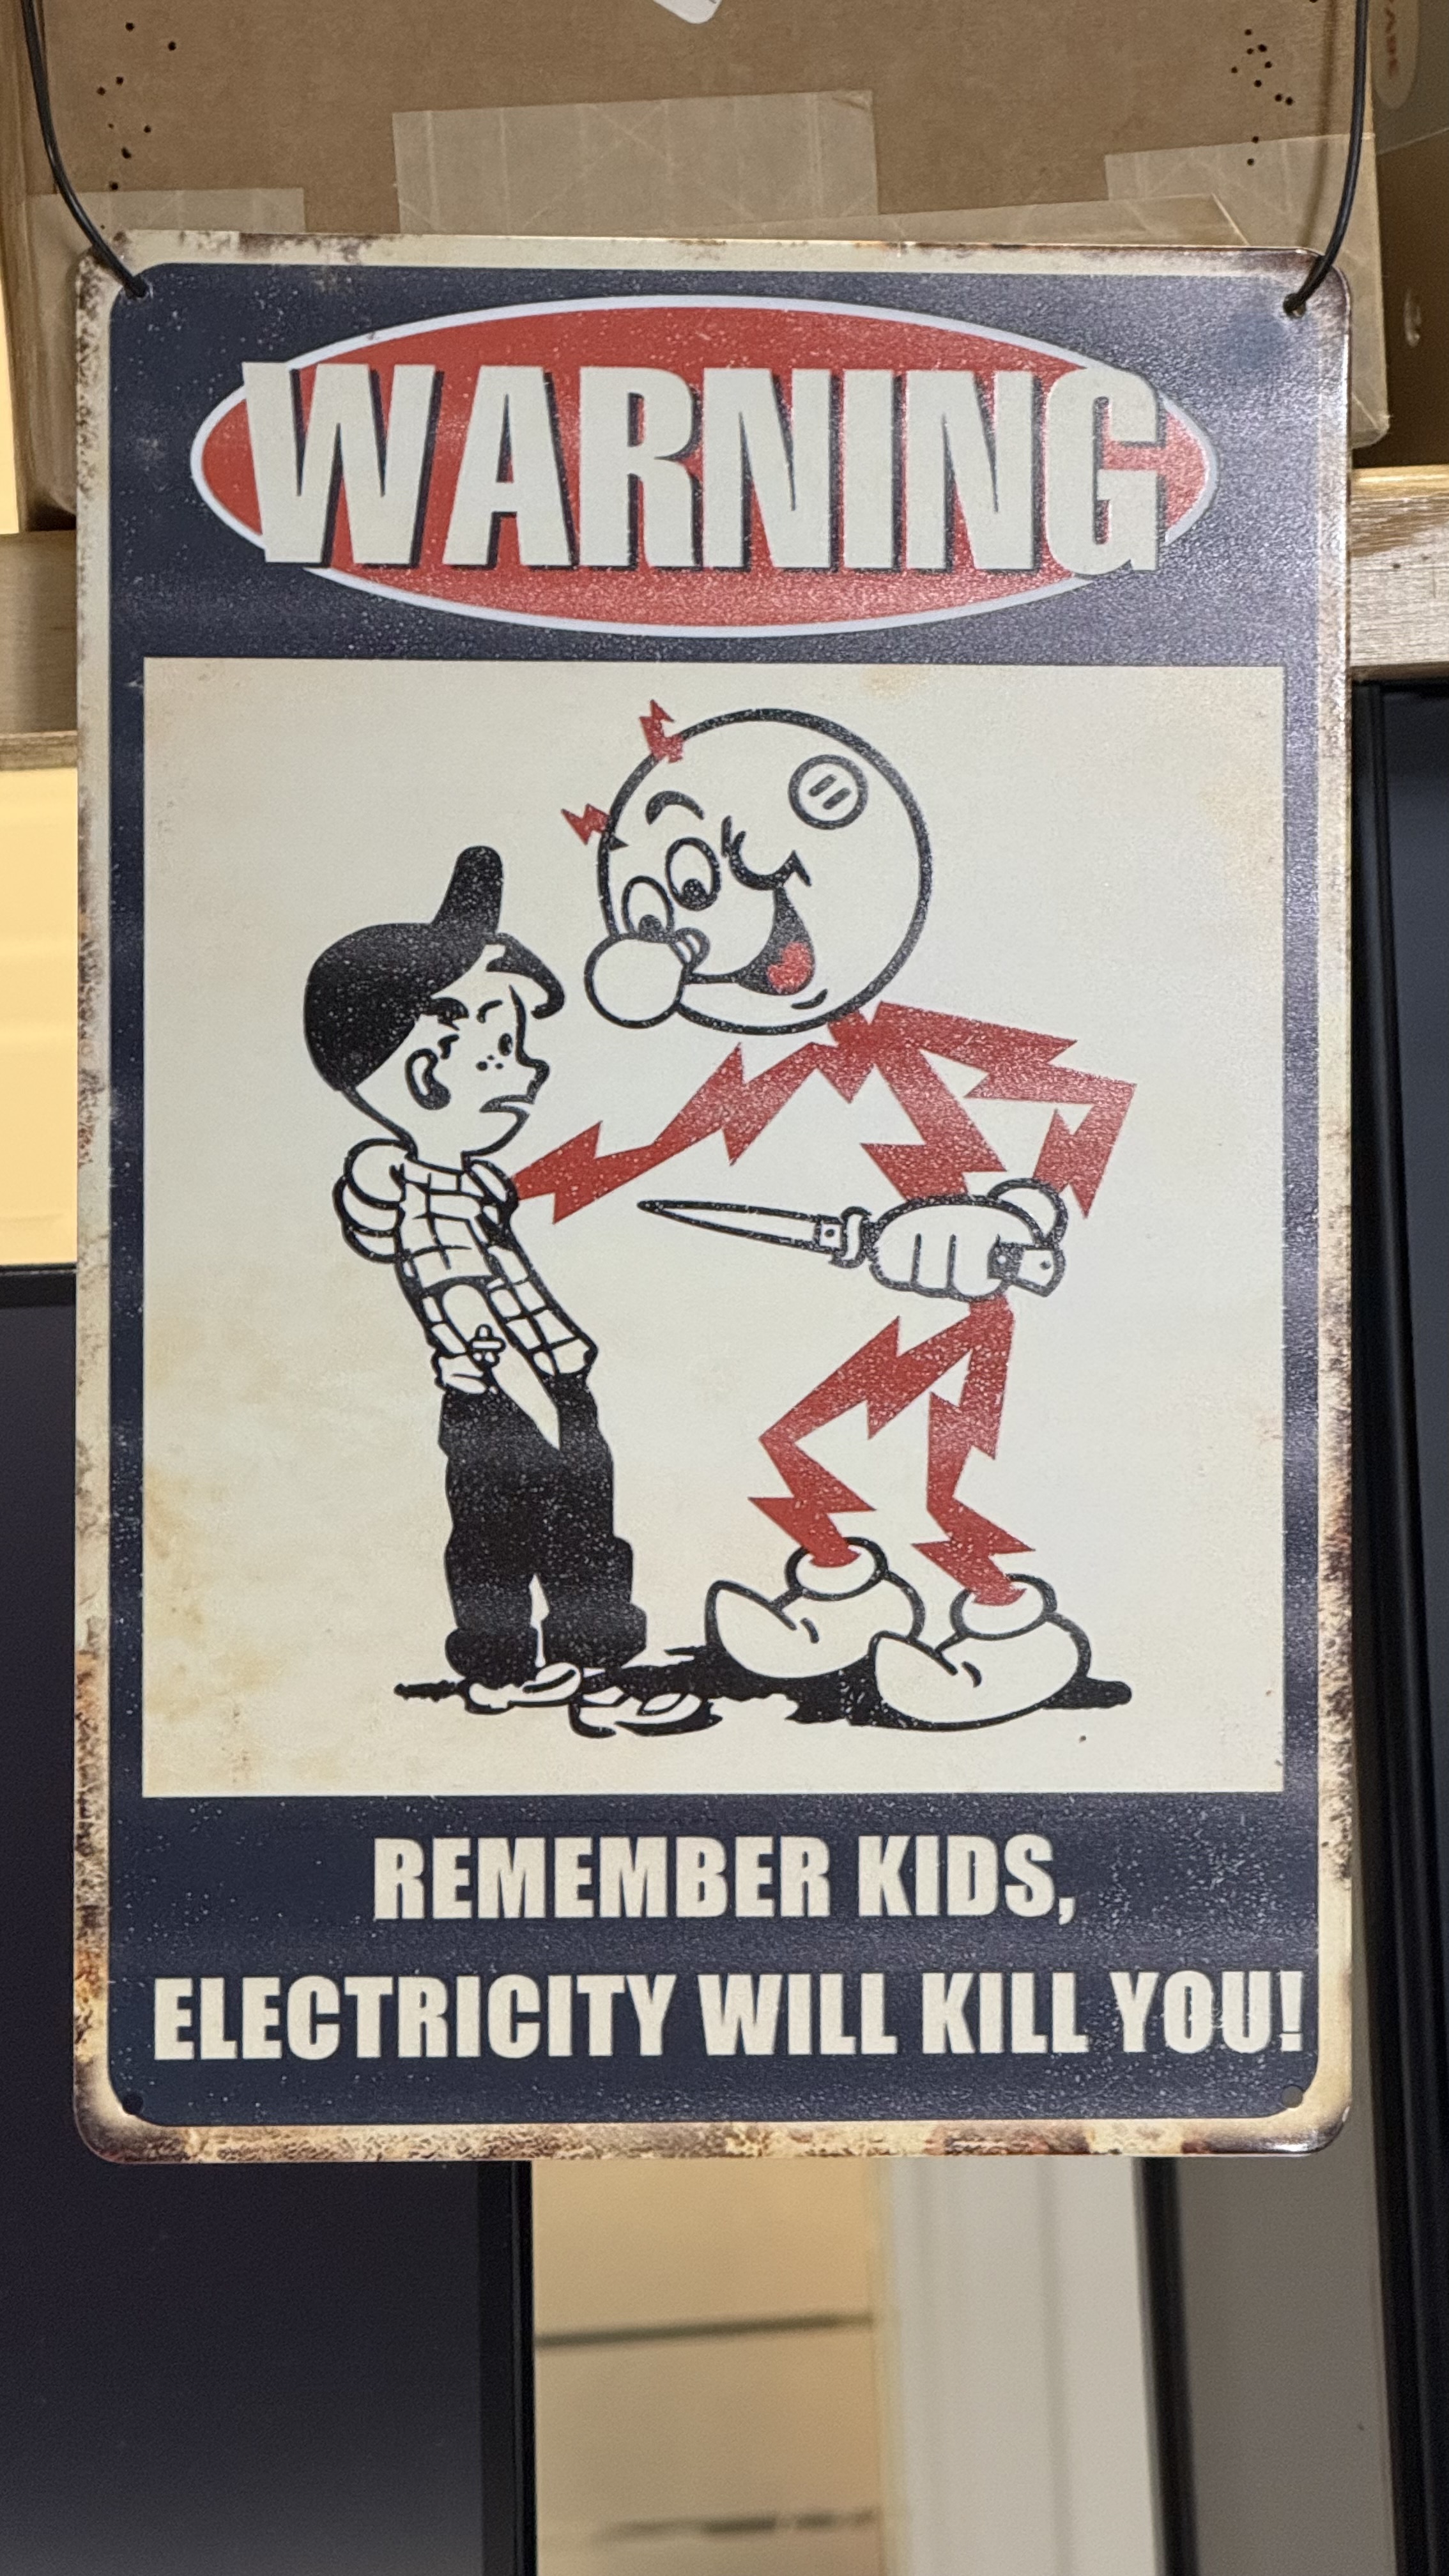 WARNING
REMEMBER KIDS,
ELECTRICITY WILL KILL YOU!